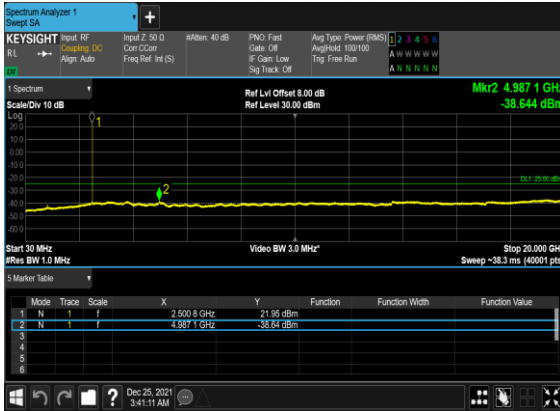 Spectrum Analyzer 1
Swept SA
+
KEYSIGHT Input: RF Input Z: 50 Ω #Atten: 40 dB PNO: Fast Avg Type: Power (RMS) 1 2 3 4 5 6
RL Coupling: DC Corr CCorr Gate: Off Avg|Hold: 100/100 A W W W W W
Align: Auto Freq Ref: Int (S) IF Gain: Low Trig: Free Run
LXI Sig Track: Off A N N N N N
1 Spectrum Ref Lvl Offset 8.00 dB Mkr2 4.987 1 GHz
Scale/Div 10 dB Ref Level 30.00 dBm -38.644 dBm
Log
20.0
10.0
0.00
-10.0
-20.0
-30.0
-40.0
-50.0
-60.0
1
2
DL1 -25.00 dBm
Start 30 MHz Video BW 3.0 MHz* Stop 20.000 GHz
#Res BW 1.0 MHz Sweep ~38.3 ms (40001 pts)
5 Marker Table
Mode Trace Scale X Y Function Function Width Function Value
1 N 1 f 2.500 8 GHz 21.95 dBm
2 N 1 f 4.987 1 GHz -38.64 dBm
3
4
5
6
? Dec 25, 2021
3:41:11 AM